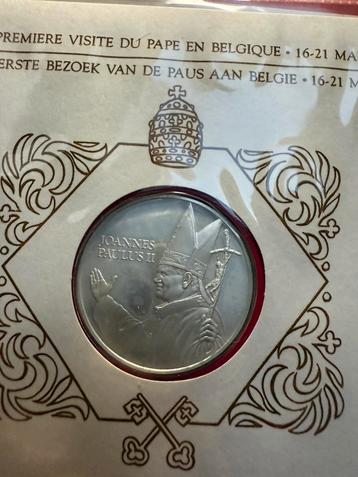 PREMIERE VISITE DU PAPE EN BELGIQUE • 16-21 MA
EERSTE BEZOEK VAN DE PAUS AAN BELGIE • 16-21 M
JOANNES
PAULUS II